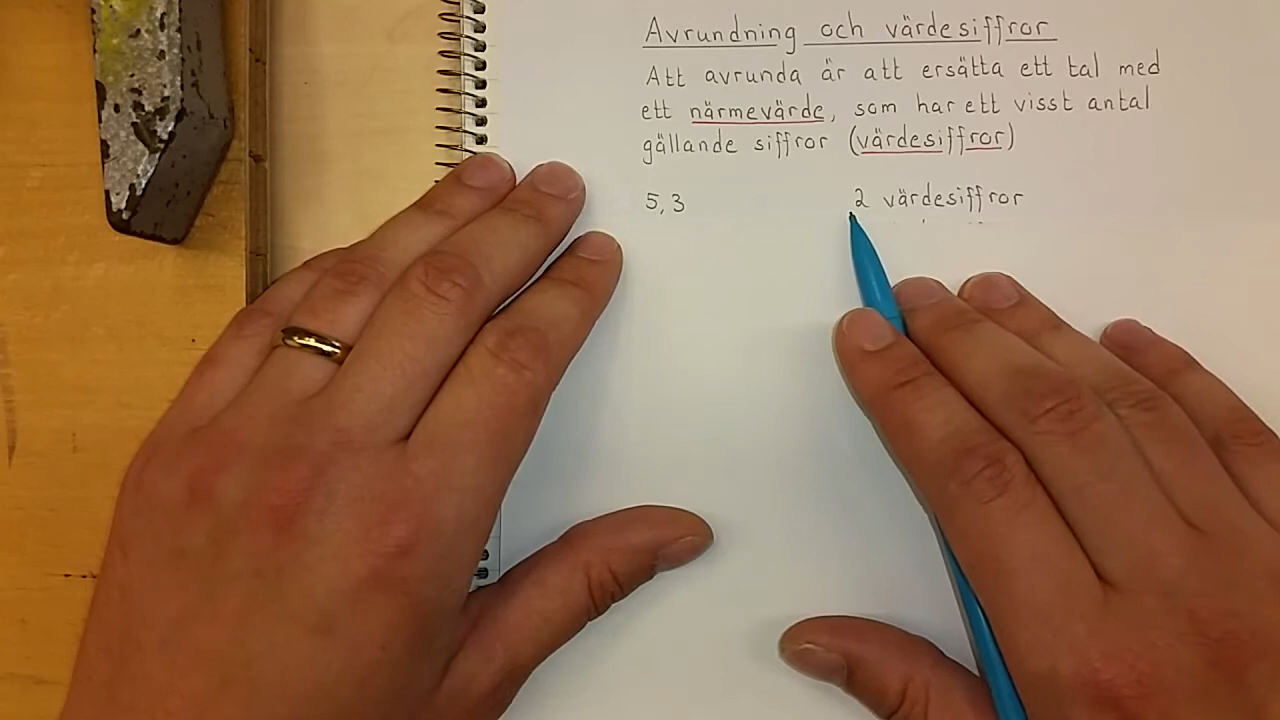 Avrundning och värdesiffror
Att avrunda är att ersätta ett tal med
ett närmevärde, som har ett visst antal
gällande siffror (värdesiffror)
5,3 2 värdesiffror